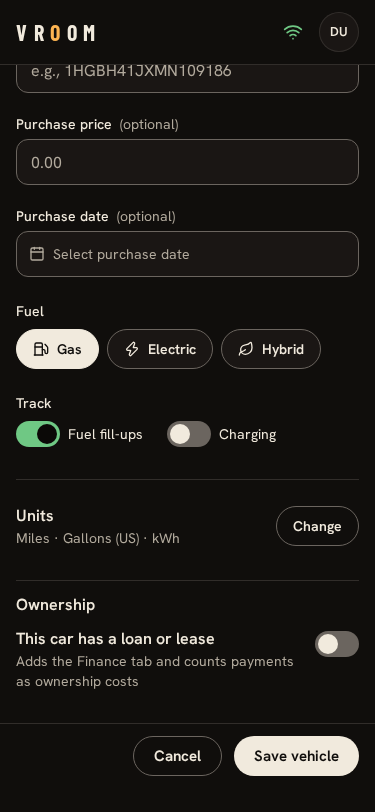 VROOM
DU
e.g., 1HGBH41JXMN109186
Purchase price (optional)
0.00
Purchase date (optional)
Select purchase date
Fuel
Gas
Electric
Hybrid
Track
Fuel fill-ups
Charging
Units
Miles · Gallons (US) · kWh
Change
Ownership
This car has a loan or lease
Adds the Finance tab and counts payments
as ownership costs
Cancel
Save vehicle